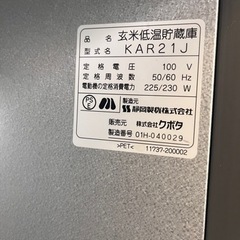 品名 玄米低温貯蔵庫
型式名 KAR21J
定格電圧 100 V
定格周波数 50/60 Hz
電動機の定格消費電力 225/230 W
製造元 静岡製機株式会社
販売元 株式会社クボタ
製造番号 01H-040029
>PET< 11737-200002